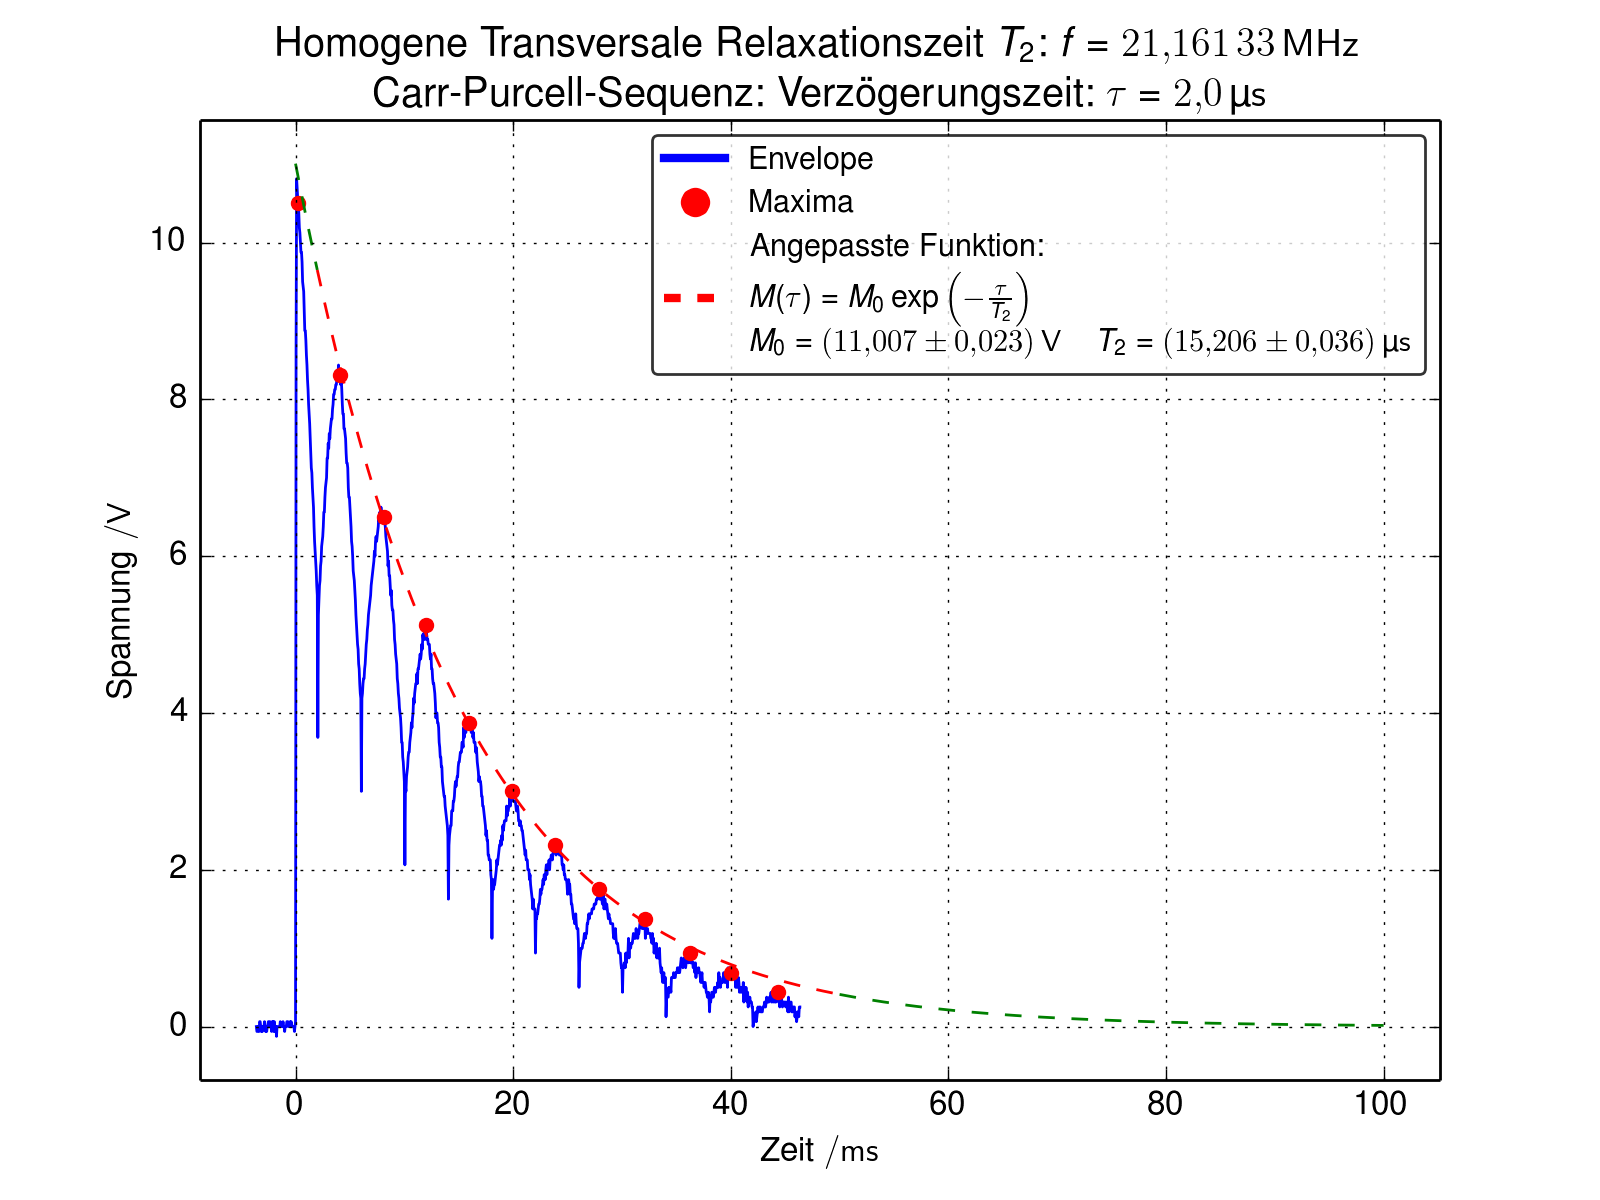 Homogene Transversale Relaxationszeit T₂: f = 21,161 33 MHz
Carr-Purcell-Sequenz: Verzögerungszeit: τ = 2,0 µs
Envelope
Maxima
Angepasste Funktion:
M(τ) = M₀ exp(−τ/T₂)
M₀ = (11,007 ± 0,023) V T₂ = (15,206 ± 0,036) µs
10
8
6
4
2
0
Spannung /V
0 20 40 60 80 100
Zeit /ms